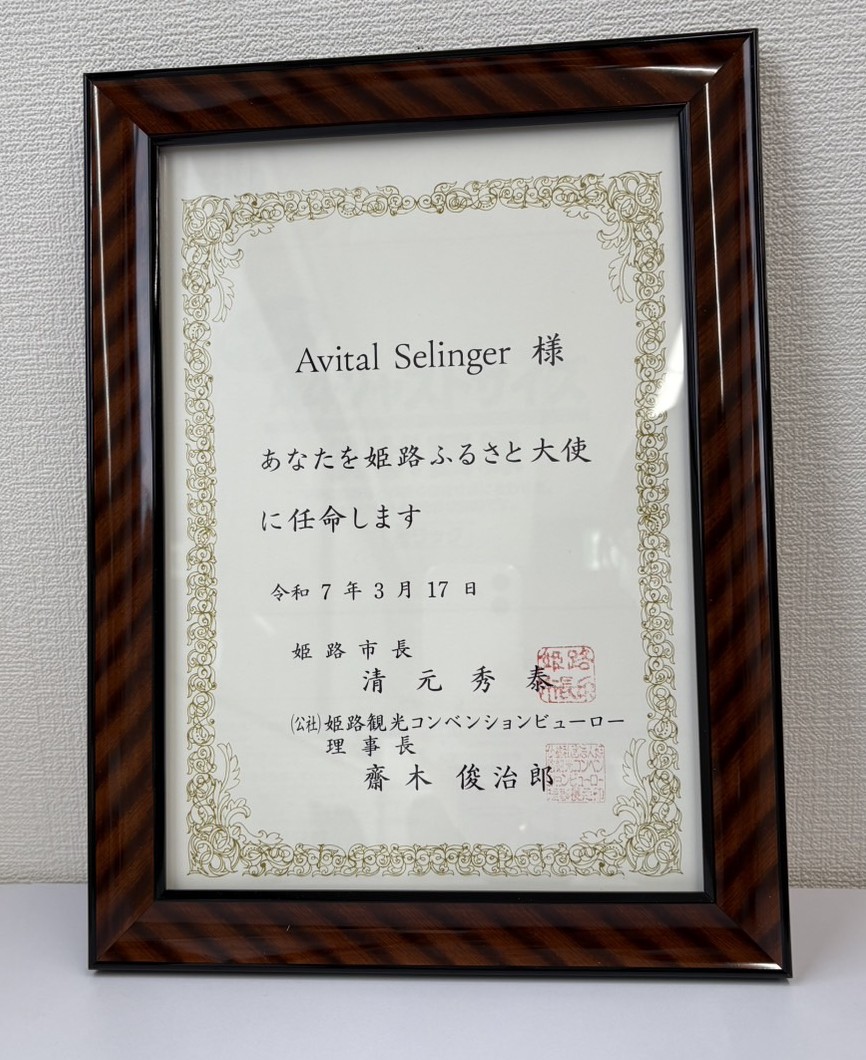 Avital Selinger 様
あなたを姫路ふるさと大使
に任命します
令和 7 年 3 月 17 日
姫路市長
清元秀泰
㈳姫路観光コンベンションビューロー
理事長
齋木 俊治郎